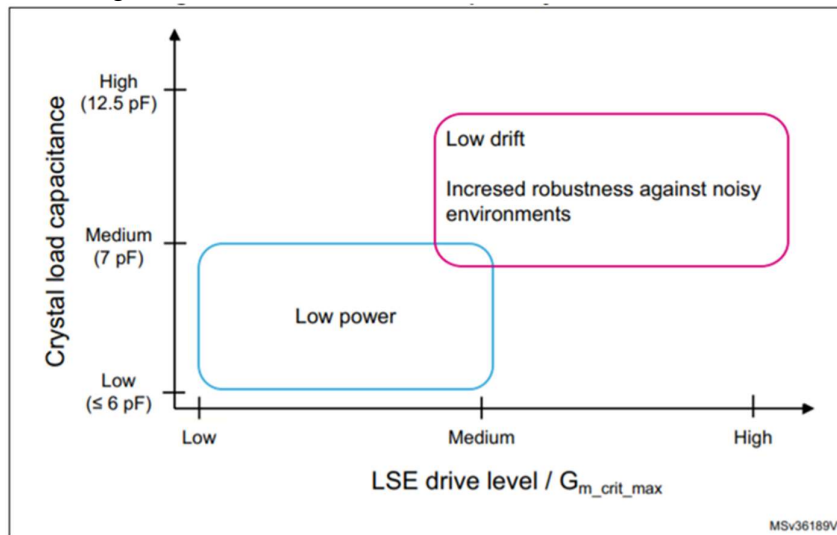 High
(12.5 pF)
Medium
(7 pF)
Low
(≤ 6 pF)
Crystal load capacitance
Low drift
Incresed robustness against noisy
environments
Low power
Low
Medium
High
LSE drive level / Gm_crit_max
MSv36189V